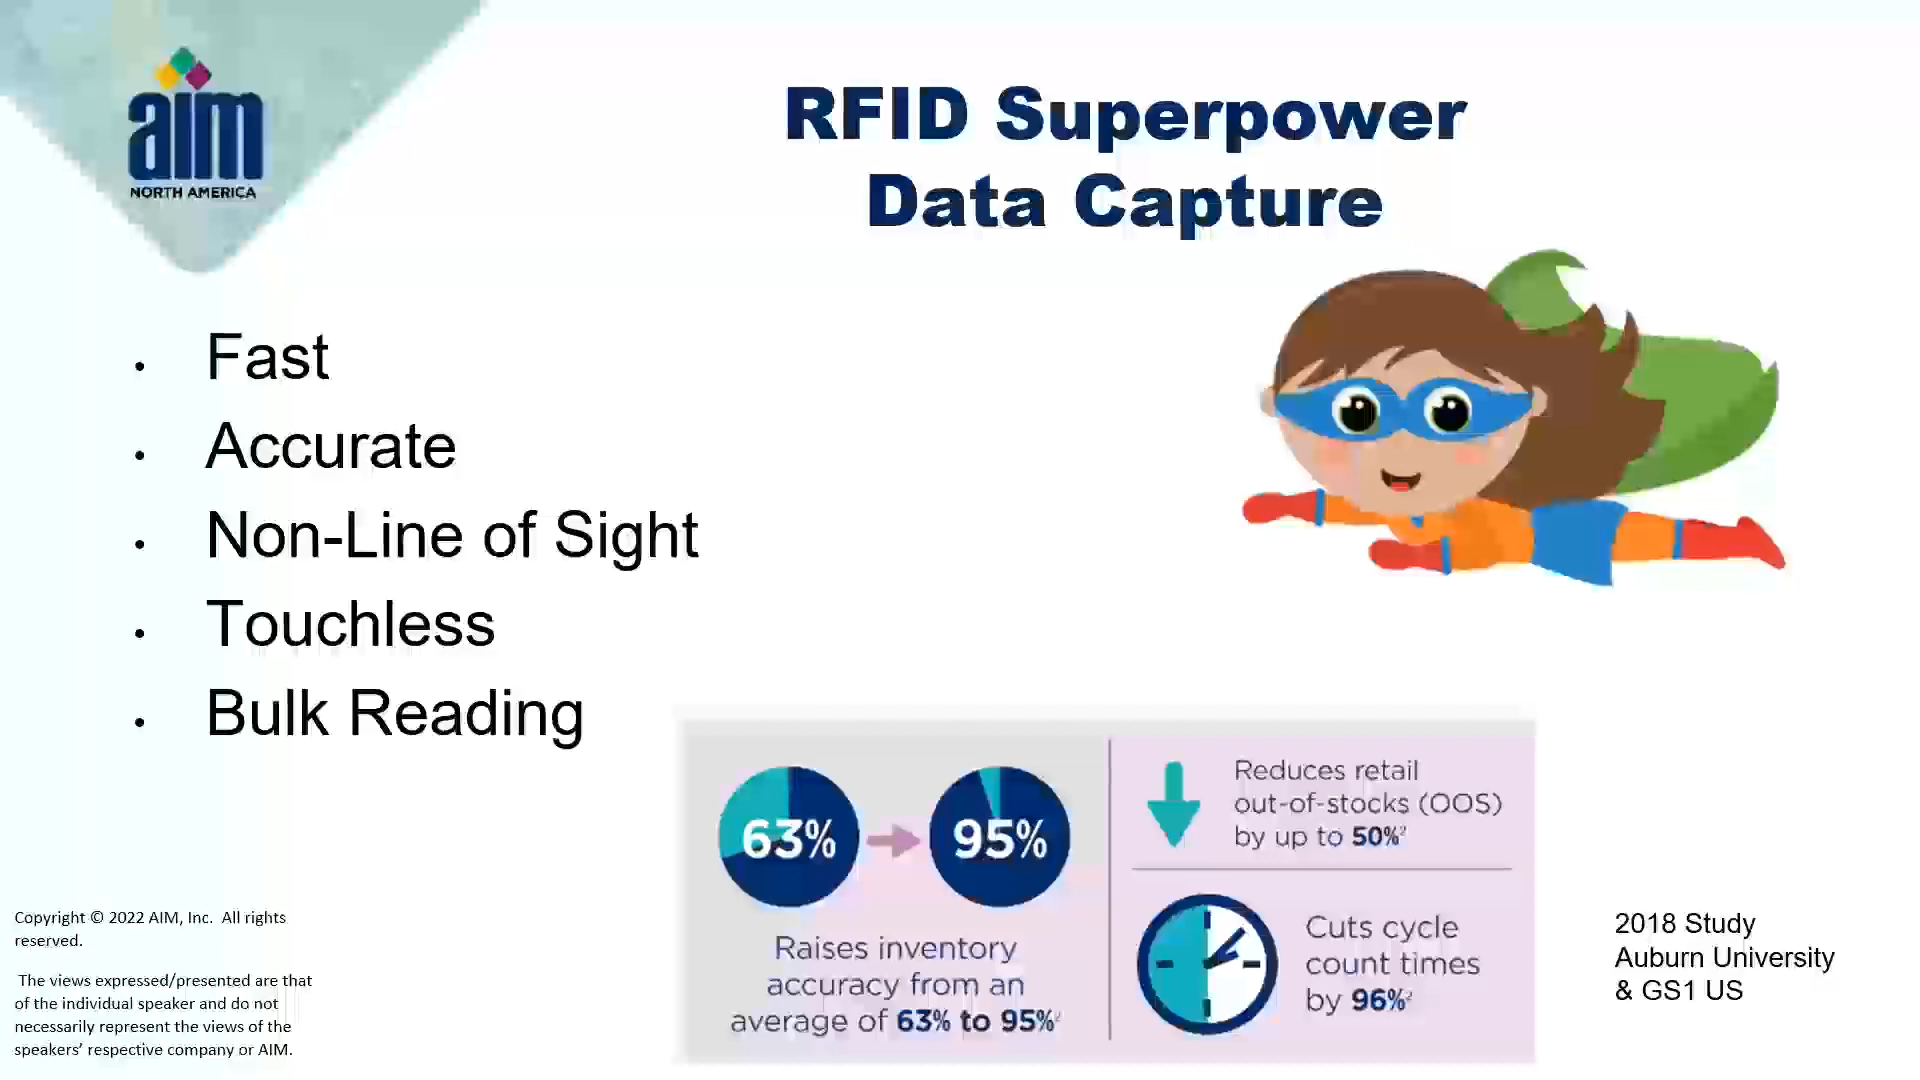 aim
NORTH AMERICA
RFID Superpower
Data Capture
• Fast
• Accurate
• Non-Line of Sight
• Touchless
• Bulk Reading
63%
95%
Raises inventory
accuracy from an
average of 63% to 95%²
Reduces retail
out-of-stocks (OOS)
by up to 50%²
Cuts cycle
count times
by 96%²
2018 Study
Auburn University
& GS1 US
Copyright © 2022 AIM, Inc. All rights
reserved.
The views expressed/presented are that
of the individual speaker and do not
necessarily represent the views of the
speakers’ respective company or AIM.